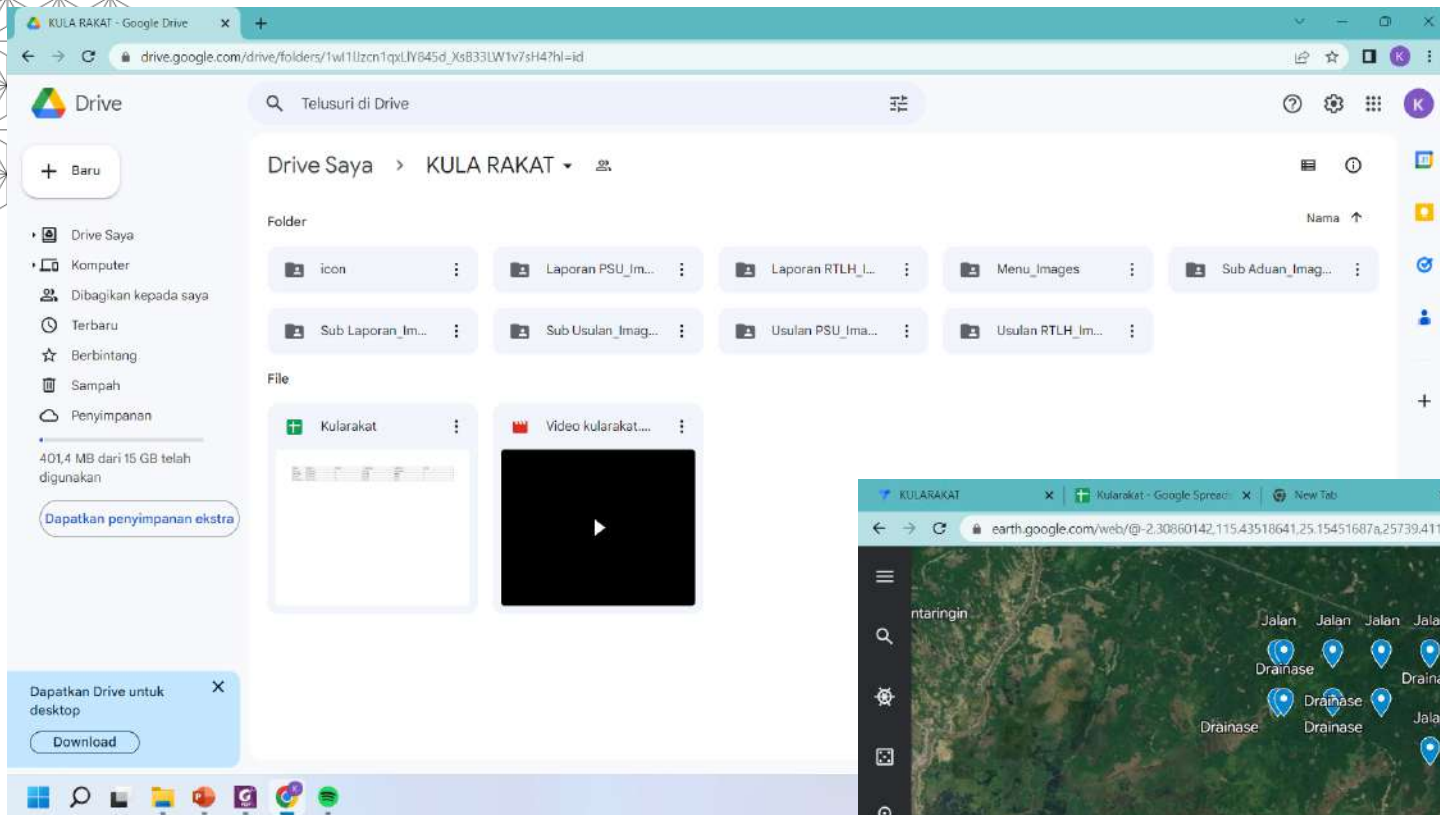 KULA RAKAT - Google Drive
drive.google.com/drive/folders/1wI1lJzcn1qxLlY845d_XsB33LW1v7sH4?hl=id
Drive
Telusuri di Drive
K
Baru
Drive Saya > KULA RAKAT
Drive Saya
Komputer
Dibagikan kepada saya
Terbaru
Berbintang
Sampah
Penyimpanan
401,4 MB dari 15 GB telah
digunakan
Dapatkan penyimpanan ekstra
Folder
Nama
icon
Laporan PSU_Im...
Laporan RTLH_I...
Menu_Images
Sub Aduan_Imag...
Sub Laporan_Im...
Sub Usulan_Imag...
Usulan PSU_Ima...
Usulan RTLH_Im...
File
Kularakat
Video kularakat....
Dapatkan Drive untuk
desktop
Download
KULARAKAT
Kularakat - Google Spreads
New Tab
earth.google.com/web/@-2.30860142,115.43518641,25.15451687a,25739.411
ntaringin
Jalan Jalan Jalan Jala
Drainase
Draina
Drainase
Drainase Drainase
Jala